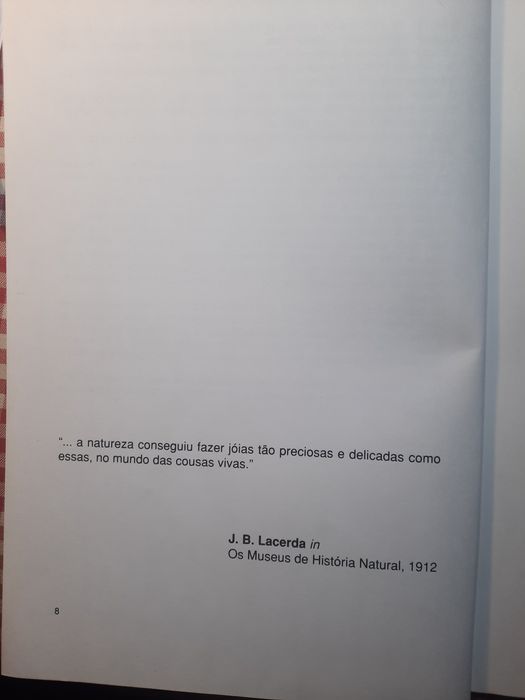 "... a natureza conseguiu fazer jóias tão preciosas e delicadas como
essas, no mundo das cousas vivas."
J. B. Lacerda in
Os Museus de História Natural, 1912
8